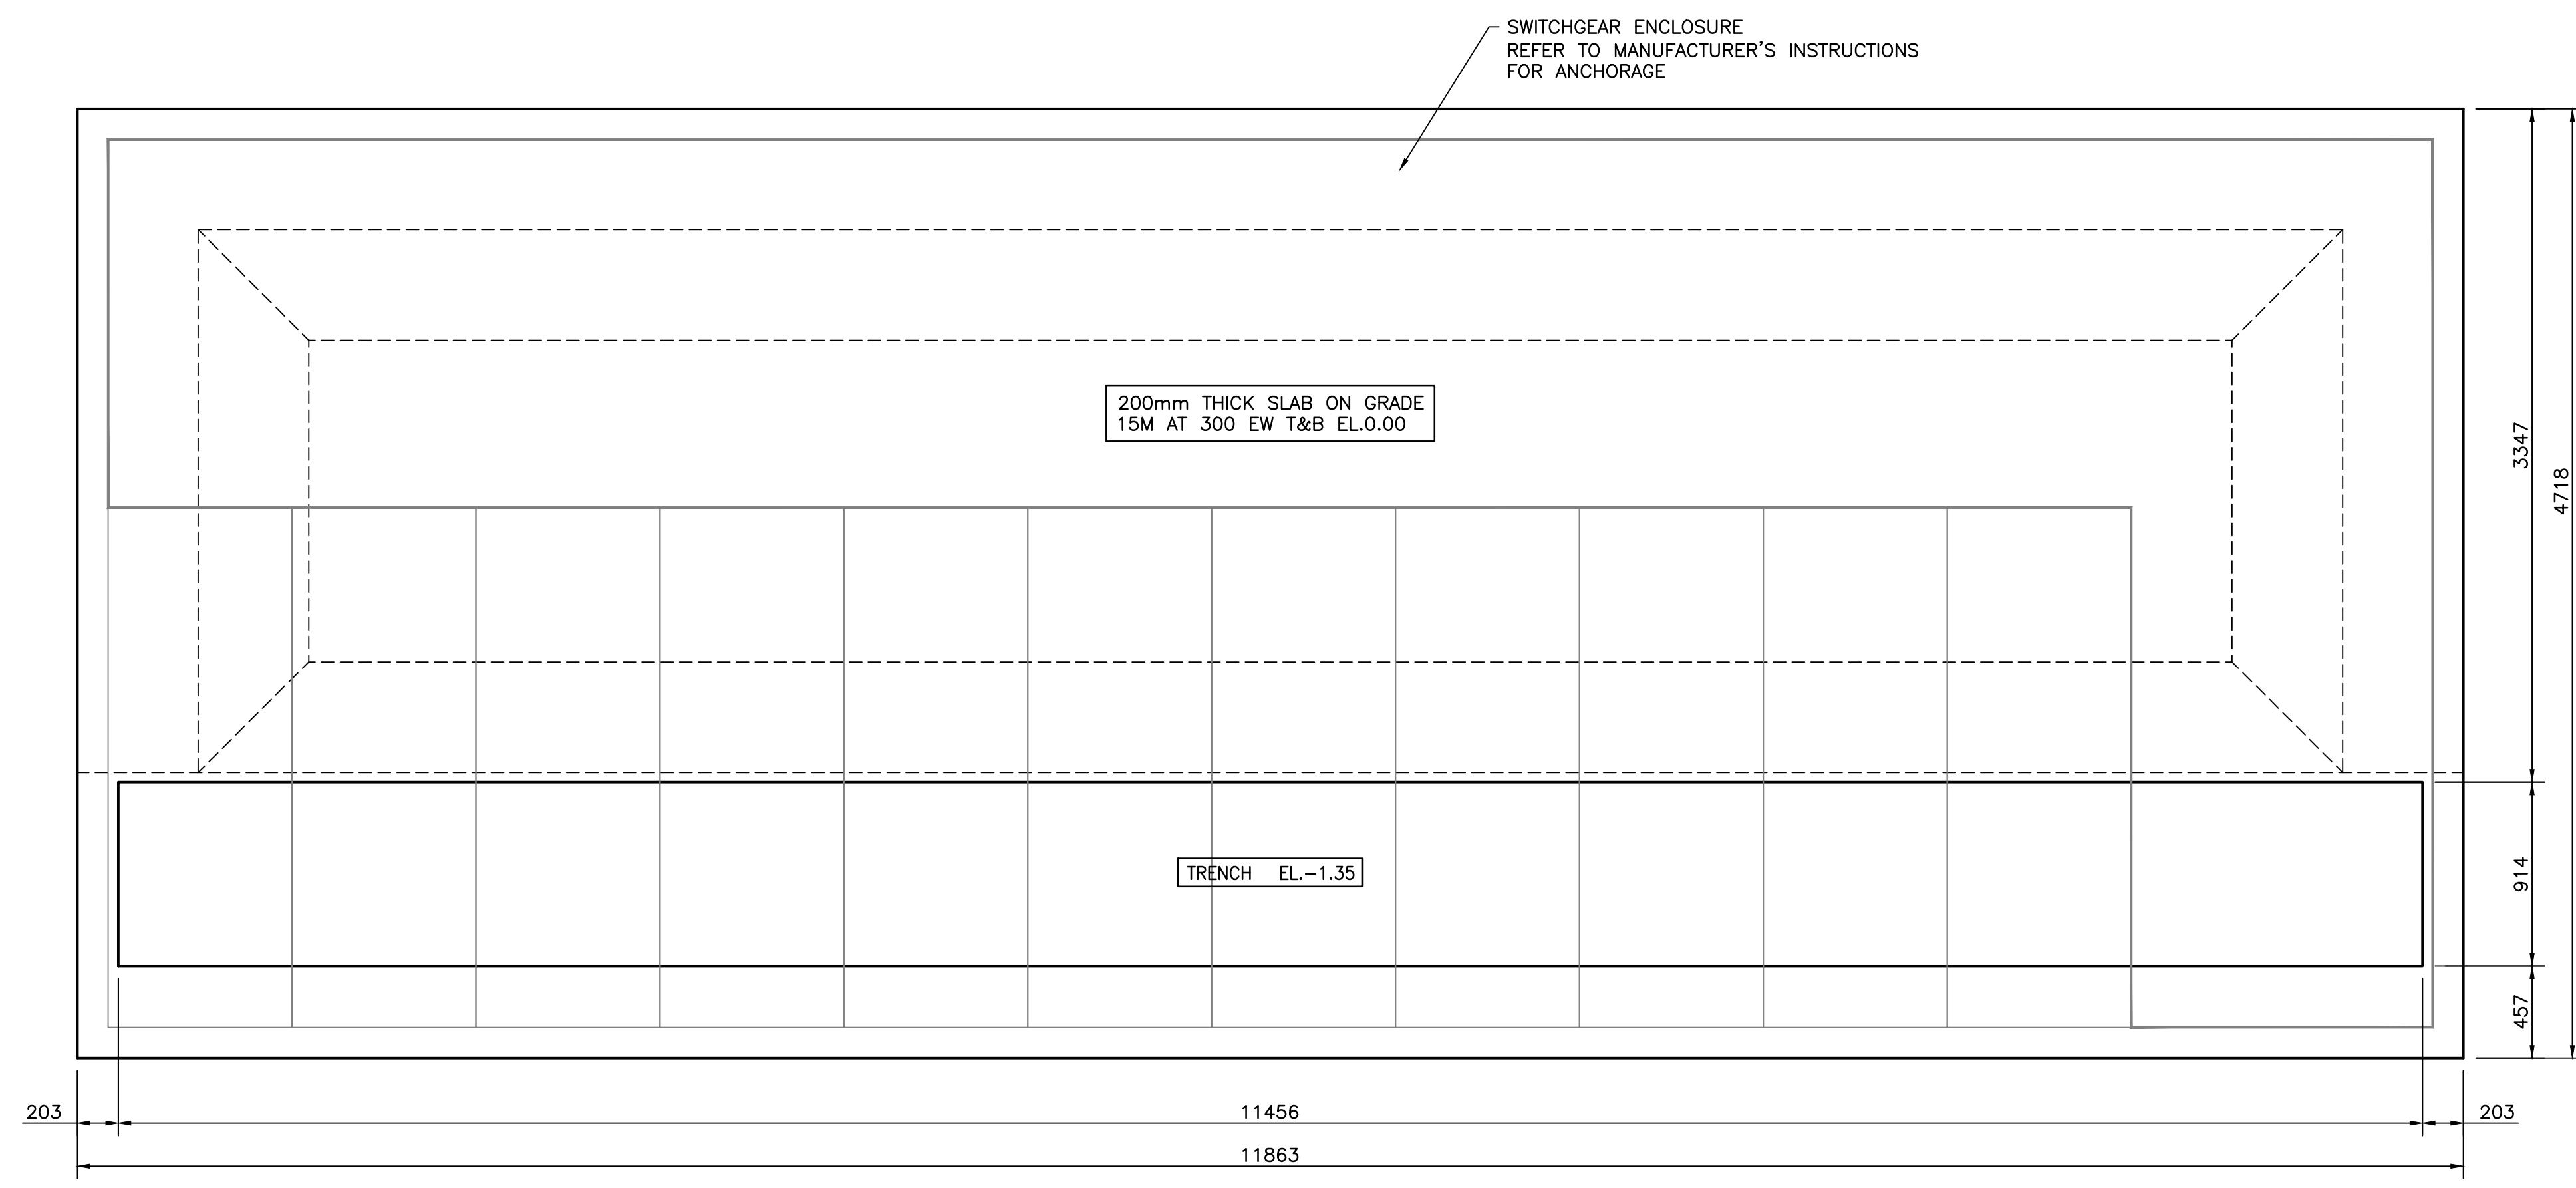 SWITCHGEAR ENCLOSURE
REFER TO MANUFACTURER'S INSTRUCTIONS
FOR ANCHORAGE
200mm THICK SLAB ON GRADE
15M AT 300 EW T&B EL.0.00
3347
4718
TRENCH EL.-1.35
914
457
203
11456
203
11863